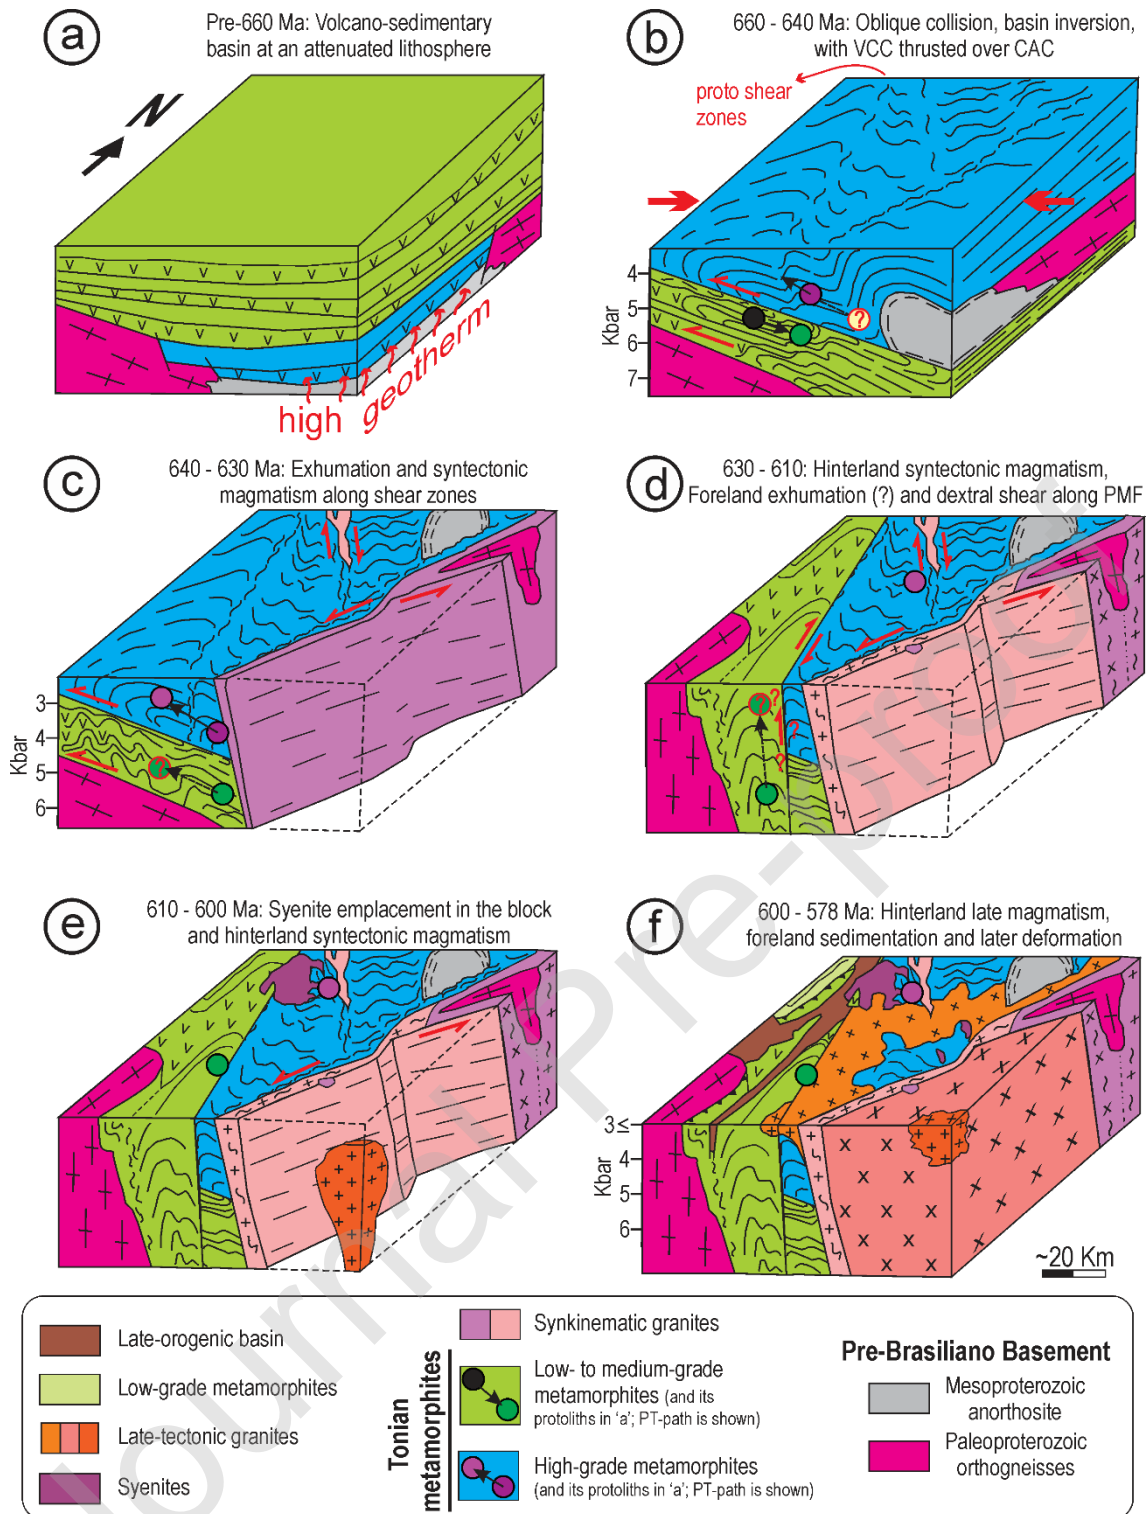 a
Pre-660 Ma: Volcano-sedimentary
basin at an attenuated lithosphere
N
high geotherm
b
660 - 640 Ma: Oblique collision, basin inversion,
with VCC thrusted over CAC
proto shear
zones
4
5
6
7
Kbar
?
c
640 - 630 Ma: Exhumation and syntectonic
magmatism along shear zones
3
4
5
6
Kbar
?
d
630 - 610: Hinterland syntectonic magmatism,
Foreland exhumation (?) and dextral shear along PMF
?
?
?
?
e
610 - 600 Ma: Syenite emplacement in the block
and hinterland syntectonic magmatism
f
600 - 578 Ma: Hinterland late magmatism,
foreland sedimentation and later deformation
3≤
4
5
6
Kbar
~20 Km
Late-orogenic basin
Low-grade metamorphites
Late-tectonic granites
Syenites
Tonian
metamorphites
Synkinematic granites
Low- to medium-grade
metamorphites (and its
protoliths in 'a'; PT-path is shown)
High-grade metamorphites
(and its protoliths in 'a'; PT-path is shown)
Pre-Brasiliano Basement
Mesoproterozoic
anorthosite
Paleoproterozoic
orthogneisses
Journal Pre-proof